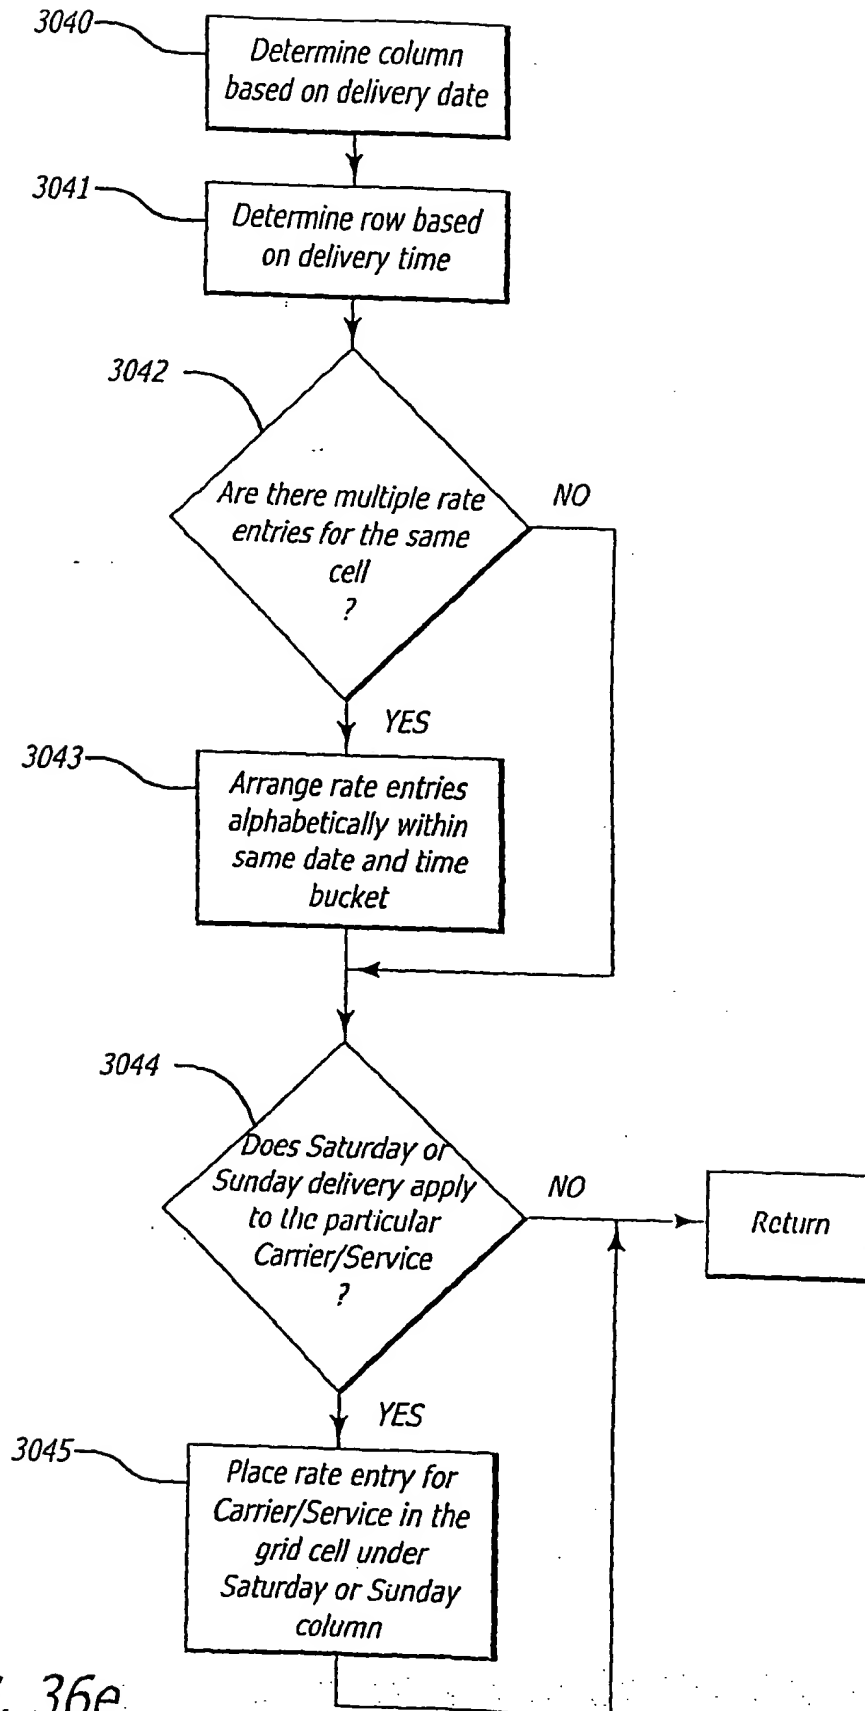 3040
Determine column
based on delivery date
3041
Determine row based
on delivery time
3042
Are there multiple rate
entries for the same
cell
?
NO
YES
3043
Arrange rate entries
alphabetically within
same date and time
bucket
3044
Does Saturday or
Sunday delivery apply
to the particular
Carrier/Service
?
NO
Return
YES
3045
Place rate entry for
Carrier/Service in the
grid cell under
Saturday or Sunday
column
36e